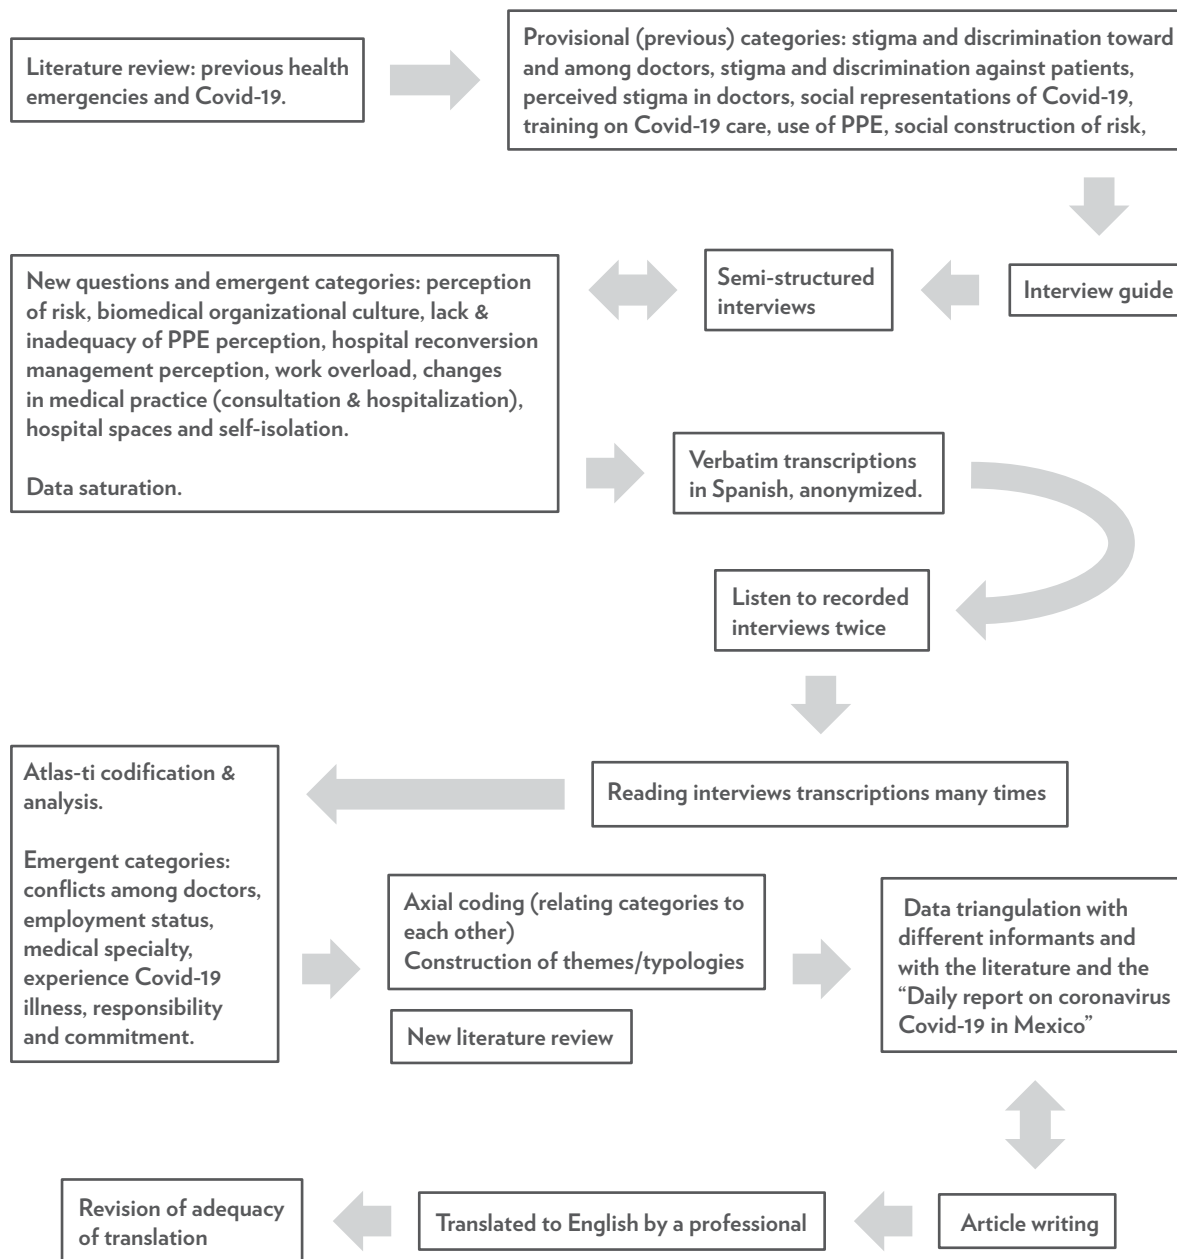 Literature review: previous health
emergencies and Covid-19.
Provisional (previous) categories: stigma and discrimination toward
and among doctors, stigma and discrimination against patients,
perceived stigma in doctors, social representations of Covid-19,
training on Covid-19 care, use of PPE, social construction of risk,
Interview guide
Semi-structured
interviews
New questions and emergent categories: perception
of risk, biomedical organizational culture, lack &
inadequacy of PPE perception, hospital reconversion
management perception, work overload, changes
in medical practice (consultation & hospitalization),
hospital spaces and self-isolation.
Data saturation.
Verbatim transcriptions
in Spanish, anonymized.
Listen to recorded
interviews twice
Reading interviews transcriptions many times
Atlas-ti codification &
analysis.
Emergent categories:
conflicts among doctors,
employment status,
medical specialty,
experience Covid-19
illness, responsibility
and commitment.
Axial coding (relating categories to
each other)
Construction of themes/typologies
New literature review
Data triangulation with
different informants and
with the literature and the
“Daily report on coronavirus
Covid-19 in Mexico”
Article writing
Translated to English by a professional
Revision of adequacy
of translation